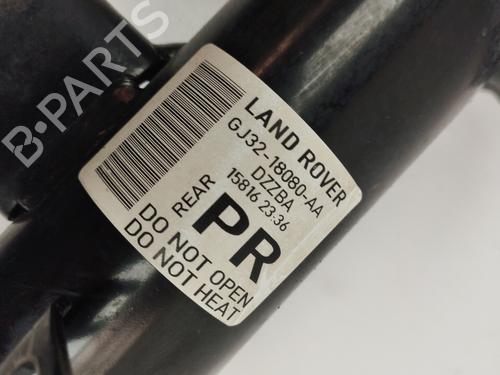 LAND ROVER
GJ32-18080-AA
DZZBA
15816 23:36
REAR
PR
DO NOT OPEN
DO NOT HEAT
B-PARTS